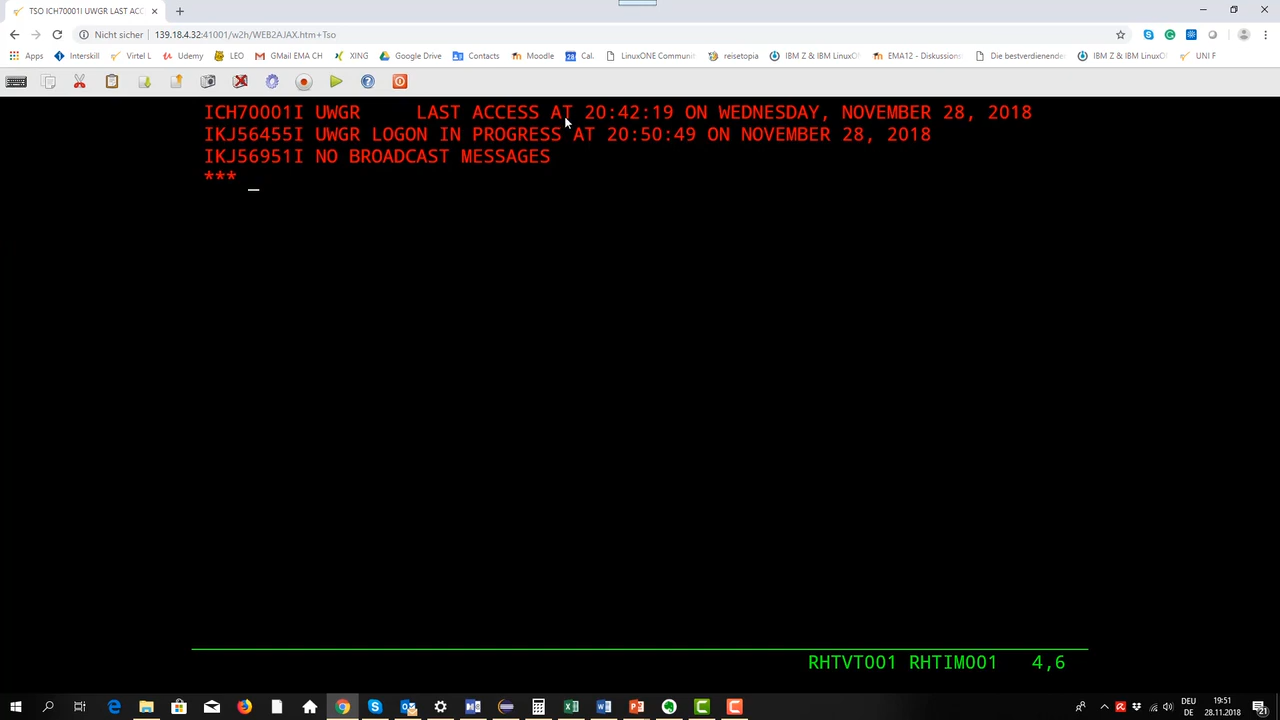 TSO ICH70001I UWGR LAST ACC
Nicht sicher 139.18.4.32:41001/w2h/WEB2AJAX.htm+Tso
Apps Interskill Virtel L Udemy LEO GMail EMA CH XING Google Drive Contacts Moodle 28 Cal. LinuxONE Communit reisetopia IBM Z & IBM LinuxO EMA12 - Diskussions Die bestverdienender IBM Z & IBM LinuxO UNI F
ICH70001I UWGR LAST ACCESS AT 20:42:19 ON WEDNESDAY, NOVEMBER 28, 2018
IKJ56455I UWGR LOGON IN PROGRESS AT 20:50:49 ON NOVEMBER 28, 2018
IKJ56951I NO BROADCAST MESSAGES
*** _
RHTVT001 RHTIM001 4,6
DEU 19:51
DE 28.11.2018